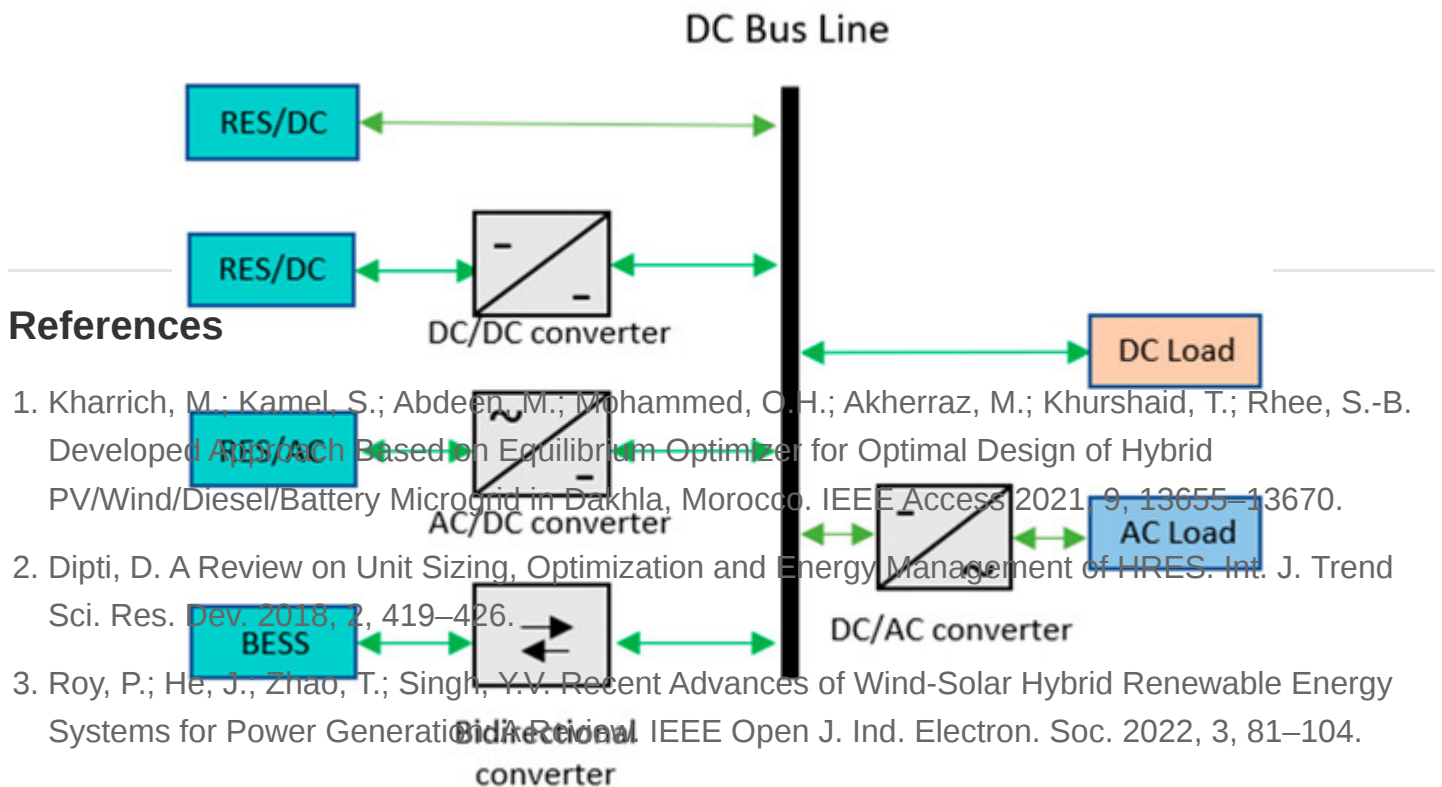 DC Bus Line
RES/DC
RES/DC
DC/DC converter
References
DC Load
1. Kharrich, M.; Kamel, S.; Abdeen, M.; Mohammed, O.H.; Akherraz, M.; Khurshaid, T.; Rhee, S.-B.
Developed Approach Based on Equilibrium Optimizer for Optimal Design of Hybrid
RES/AC
PV/Wind/Diesel/Battery Microgrid in Dakhla, Morocco. IEEE Access 2021, 9, 13655–13670.
AC/DC converter
AC Load
2. Dipti, D. A Review on Unit Sizing, Optimization and Energy Management of HRES. Int. J. Trend
Sci. Res. Dev. 2018, 2, 419–426.
DC/AC converter
BESS
3. Roy, P.; He, J.; Zhao, T.; Singh, Y.V. Recent Advances of Wind-Solar Hybrid Renewable Energy
Systems for Power Generation: A Review. IEEE Open J. Ind. Electron. Soc. 2022, 3, 81–104.
Bidirectional
converter